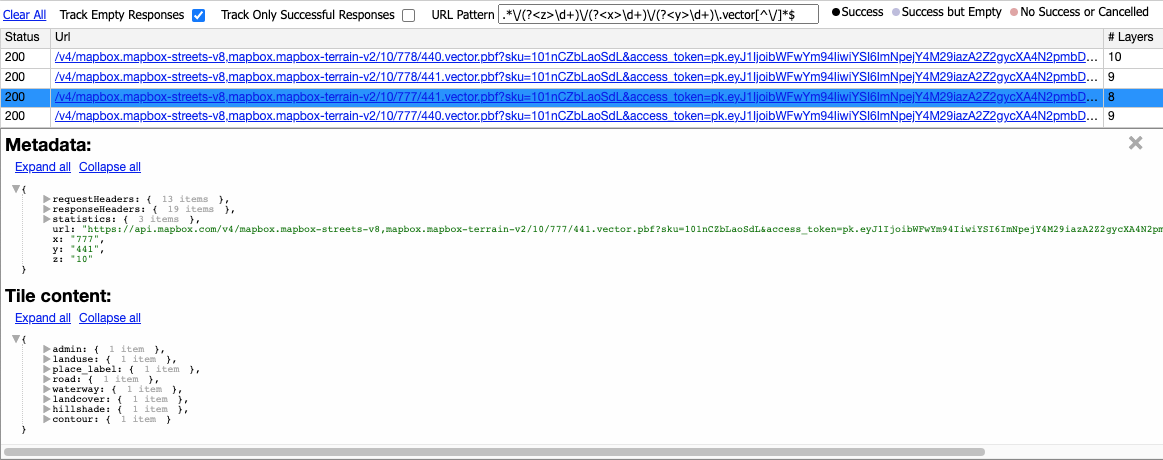 Clear All Track Empty Responses Track Only Successful Responses URL Pattern .*\/(?<z>\d+)\/(?<x>\d+)\/(?<y>\d+)\.vector[^\/]*$ Success Success but Empty No Success or Cancelled
Status Url # Layers
200 /v4/mapbox.mapbox-streets-v8,mapbox.mapbox-terrain-v2/10/778/440.vector.pbf?sku=101nCZbLaoSdL&access_token=pk.eyJ1IjoibWFwYm94IiwiYSI6ImNpejY4M29iazA2Z2gycXA4N2pmbD... 10
200 /v4/mapbox.mapbox-streets-v8,mapbox.mapbox-terrain-v2/10/778/441.vector.pbf?sku=101nCZbLaoSdL&access_token=pk.eyJ1IjoibWFwYm94IiwiYSI6ImNpejY4M29iazA2Z2gycXA4N2pmbD... 9
200 /v4/mapbox.mapbox-streets-v8,mapbox.mapbox-terrain-v2/10/777/441.vector.pbf?sku=101nCZbLaoSdL&access_token=pk.eyJ1IjoibWFwYm94IiwiYSI6ImNpejY4M29iazA2Z2gycXA4N2pmbD... 8
200 /v4/mapbox.mapbox-streets-v8,mapbox.mapbox-terrain-v2/10/777/440.vector.pbf?sku=101nCZbLaoSdL&access_token=pk.eyJ1IjoibWFwYm94IiwiYSI6ImNpejY4M29iazA2Z2gycXA4N2pmbD... 9
Metadata:
Expand all Collapse all
{
requestHeaders: { 13 items },
responseHeaders: { 19 items },
statistics: { 3 items },
url: "https://api.mapbox.com/v4/mapbox.mapbox-streets-v8,mapbox.mapbox-terrain-v2/10/777/441.vector.pbf?sku=101nCZbLaoSdL&access_token=pk.eyJ1IjoibWFwYm94IiwiYSI6ImNpejY4M29iazA2Z2gycXA4N2pm
x: "777",
y: "441",
z: "10"
}
Tile content:
Expand all Collapse all
{
admin: { 1 item },
landuse: { 1 item },
place_label: { 1 item },
road: { 1 item },
waterway: { 1 item },
landcover: { 1 item },
hillshade: { 1 item },
contour: { 1 item }
}